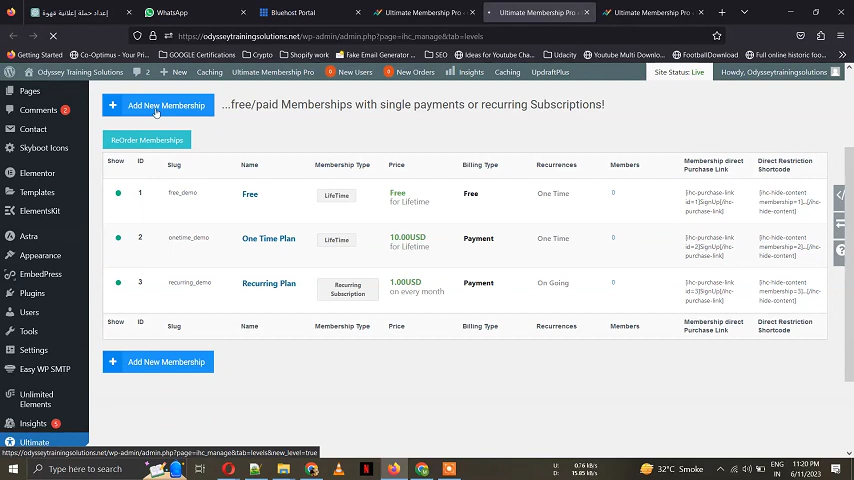 إعداد حملة إعلانية قهوة
WhatsApp
Bluehost Portal
Ultimate Membership Pro -
Ultimate Membership Pro -
Ultimate Membership Pro -
https://odysseytrainingsolutions.net/wp-admin/admin.php?page=ihc_manage&tab=levels
Getting Started
Co-Optimus - Your Pri...
GOOGLE Certifications
Crypto
Shopify work
Fake Email Generator ...
SEO
Ideas for Youtube Cha...
Udacity
Youtube Multi Downlo...
FootballDownload
Full online historic foo...
Odyssey Training Solutions
2
New
Caching
Ultimate Membership Pro
0 New Users
0 New Orders
Insights
Caching
UpdraftPlus
Site Status: Live
Howdy, Odysseytrainingsolutions
Pages
Comments 2
Contact
Skyboot Icons
Elementor
Templates
ElementsKit
Astra
Appearance
EmbedPress
Plugins
Users
Tools
Settings
Easy WP SMTP
Unlimited
Elements
Insights 5
Ultimate
Add New Membership
...free/paid Memberships with single payments or recurring Subscriptions!
ReOrder Memberships
Show ID Slug Name Membership Type Price Billing Type Recurrences Members Membership direct Purchase Link Direct Restriction Shortcode
1 free_demo Free LifeTime Free for Lifetime Free One Time 0 [ihc-purchase-link id=1]SignUp[/ihc-purchase-link] [ihc-hide-content membership=1]...[/ihc-hide-content]
2 onetime_demo One Time Plan LifeTime 10.00USD for Lifetime Payment One Time 0 [ihc-purchase-link id=2]SignUp[/ihc-purchase-link] [ihc-hide-content membership=2]...[/ihc-hide-content]
3 recurring_demo Recurring Plan Recurring Subscription 1.00USD on every month Payment On Going 0 [ihc-purchase-link id=3]SignUp[/ihc-purchase-link] [ihc-hide-content membership=3]...[/ihc-hide-content]
Show ID Slug Name Membership Type Price Billing Type Recurrences Members Membership direct Purchase Link Direct Restriction Shortcode
Add New Membership
https://odysseytrainingsolutions.net/wp-admin/admin.php?page=ihc_manage&tab=levels&new_level=true
Type here to search
U: 0.76 kB/s
D: 15.85 kB/s
32°C Smoke
ENG
IN
11:20 PM
6/11/2023